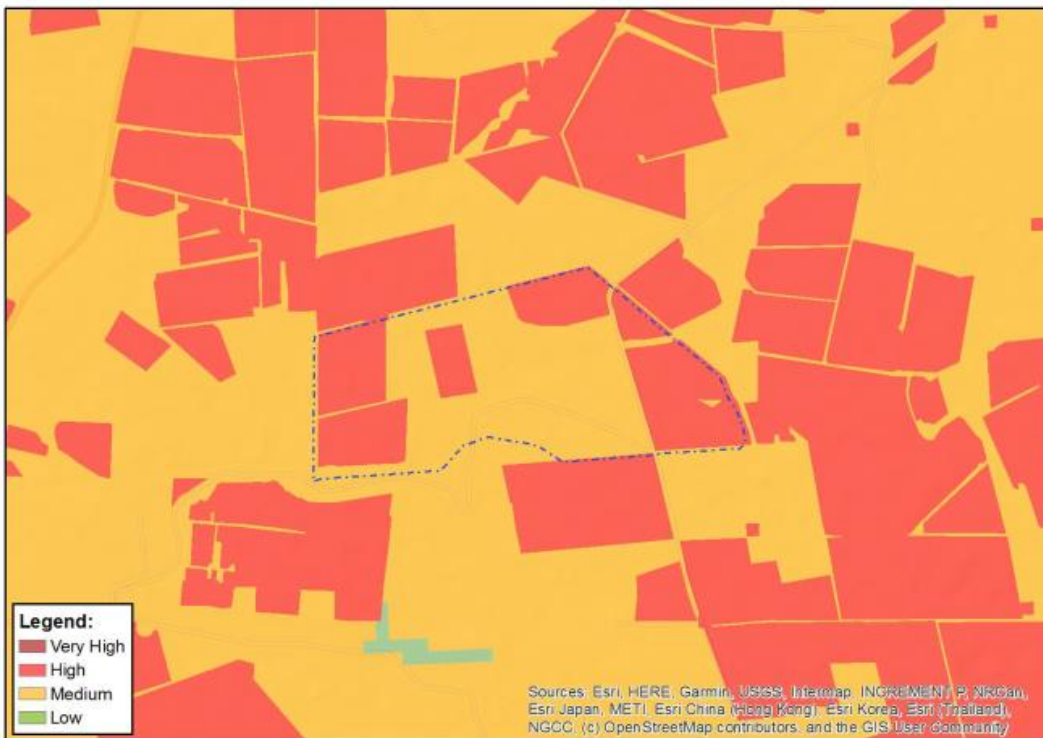 Legend:
Very High
High
Medium
Low
Sources: Esri, HERE, Garmin, USGS, Intermap, INCREMENT P, NRCan,
Esri Japan, METI, Esri China (Hong Kong), Esri Korea, Esri (Thailand),
NGCC, (c) OpenStreetMap contributors, and the GIS User Community